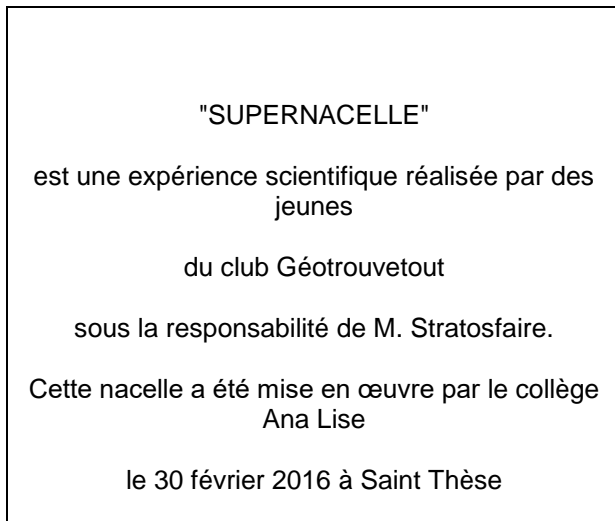 "SUPERNACELLE"
est une expérience scientifique réalisée par des
jeunes
du club Géotrouvetout
sous la responsabilité de M. Stratosfaire.
Cette nacelle a été mise en œuvre par le collège
Ana Lise
le 30 février 2016 à Saint Thèse